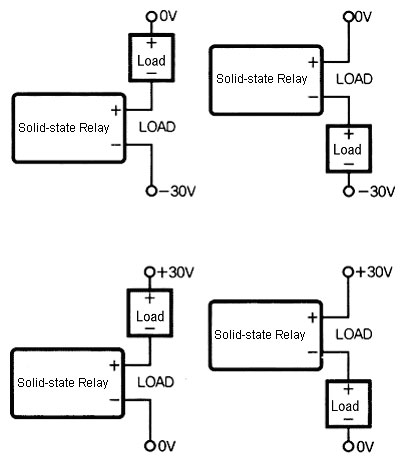 0V
+
Load
−
+
Solid-state Relay
LOAD
−
−30V
0V
Solid-state Relay
+
LOAD
−
+
Load
−
−30V
+30V
+
Load
−
+
Solid-state Relay
LOAD
−
0V
+30V
+
Solid-state Relay
LOAD
−
+
Load
−
0V